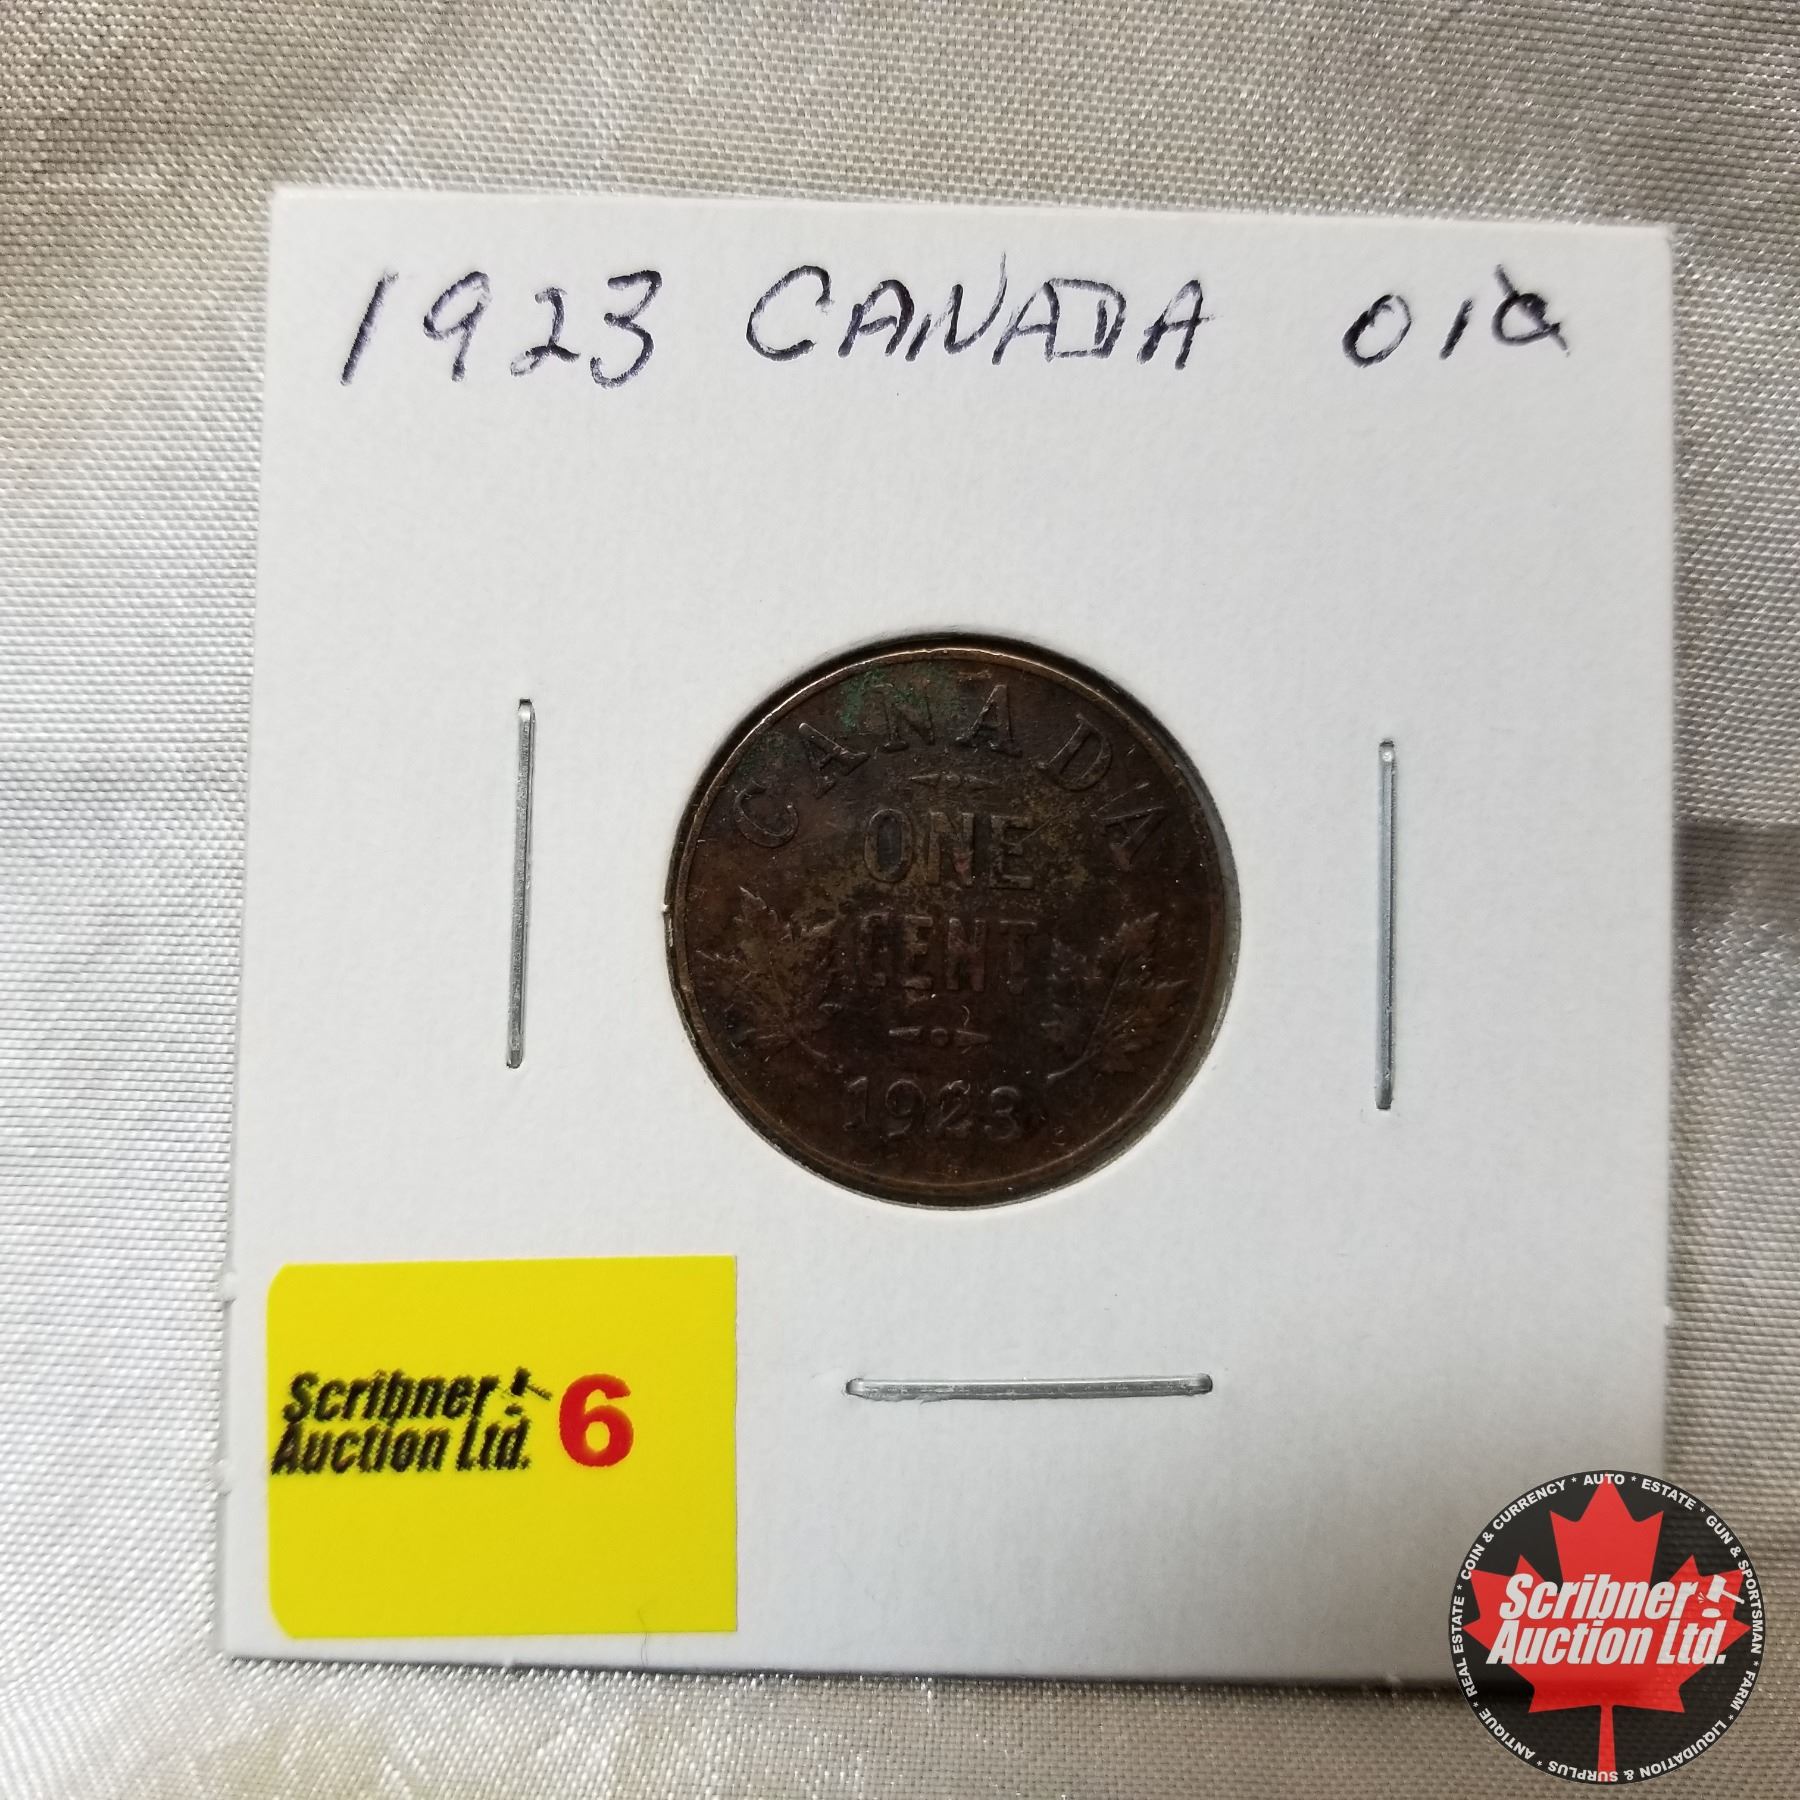 1923 CANADA 01¢
CANADA
ONE
CENT
1923
Scribner 6
Auction Ltd.
COIN & CURRENCY * AUTO * ESTATE * GUN & SPORTSMAN * FARM * LIQUIDATION & SURPLUS * ANTIQUE * REAL ESTATE *
Scribner
Auction Ltd.